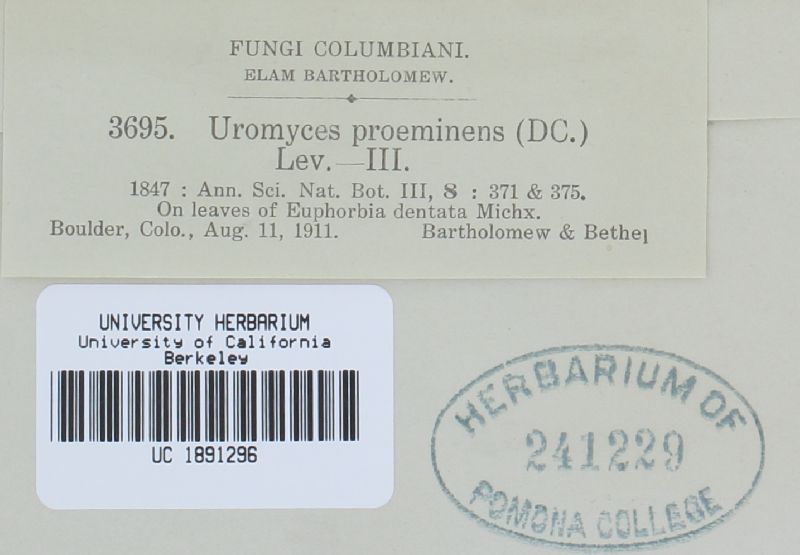 FUNGI COLUMBIANI.
ELAM BARTHOLOMEW.
3695. Uromyces proeminens (DC.)
Lev.—III.
1847 : Ann. Sci. Nat. Bot. III, 8 : 371 & 375.
On leaves of Euphorbia dentata Michx.
Boulder, Colo., Aug. 11, 1911. Bartholomew & Bethel
UNIVERSITY HERBARIUM
University of California
Berkeley
UC 1891296
HERBARIUM OF
241229
POMONA COLLEGE